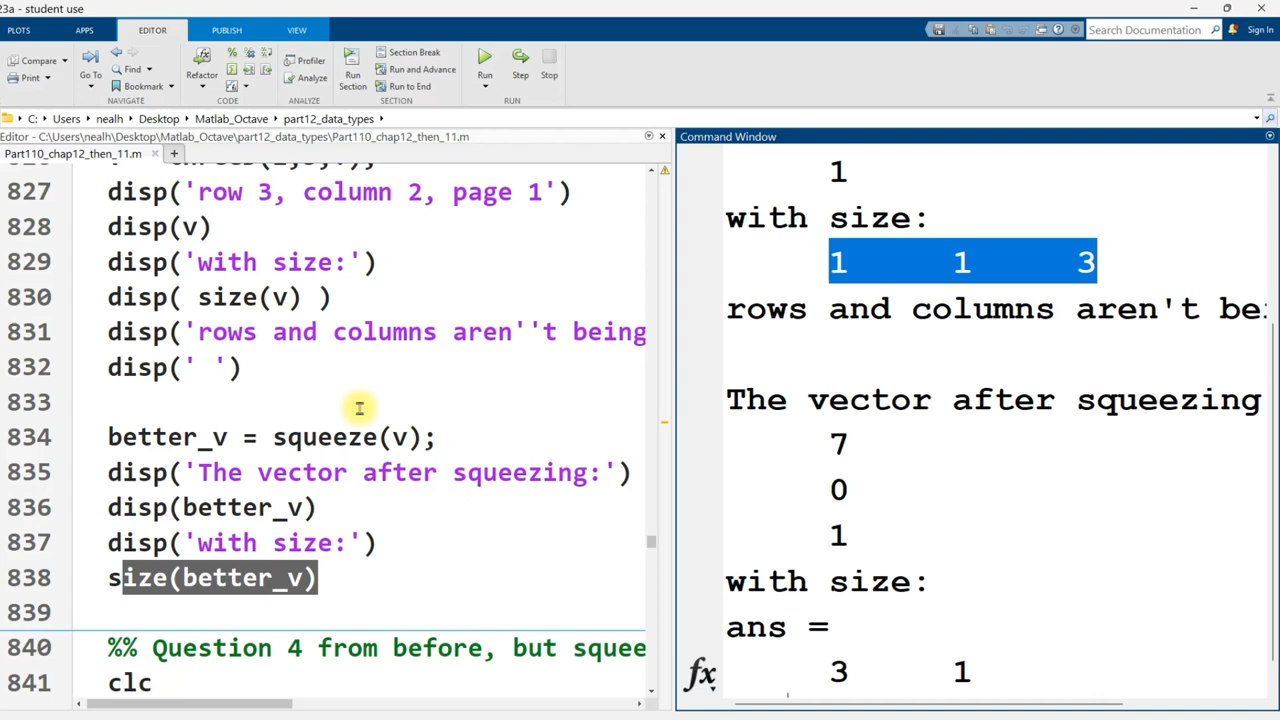 23a - student use
PLOTS APPS EDITOR PUBLISH VIEW
Search Documentation
Sign In
Compare
Print
Go To
Find
Bookmark
NAVIGATE
Refactor
CODE
Profiler
Analyze
ANALYZE
Run Section
Section Break
Run and Advance
Run to End
SECTION
Run Step Stop
RUN
C: Users nealh Desktop Matlab_Octave part12_data_types
Editor - C:\Users\nealh\Desktop\Matlab_Octave\part12_data_types\Part110_chap12_then_11.m
Part110_chap12_then_11.m
827 disp('row 3, column 2, page 1')
828 disp(v)
829 disp('with size:')
830 disp( size(v) )
831 disp('rows and columns aren''t being
832 disp(' ')
833
834 better_v = squeeze(v);
835 disp('The vector after squeezing:')
836 disp(better_v)
837 disp('with size:')
838 size(better_v)
839
840 %% Question 4 from before, but squee
841 clc
Command Window
1
with size:
1 1 3
rows and columns aren't be
The vector after squeezing
7
0
1
with size:
ans =
3 1
fx